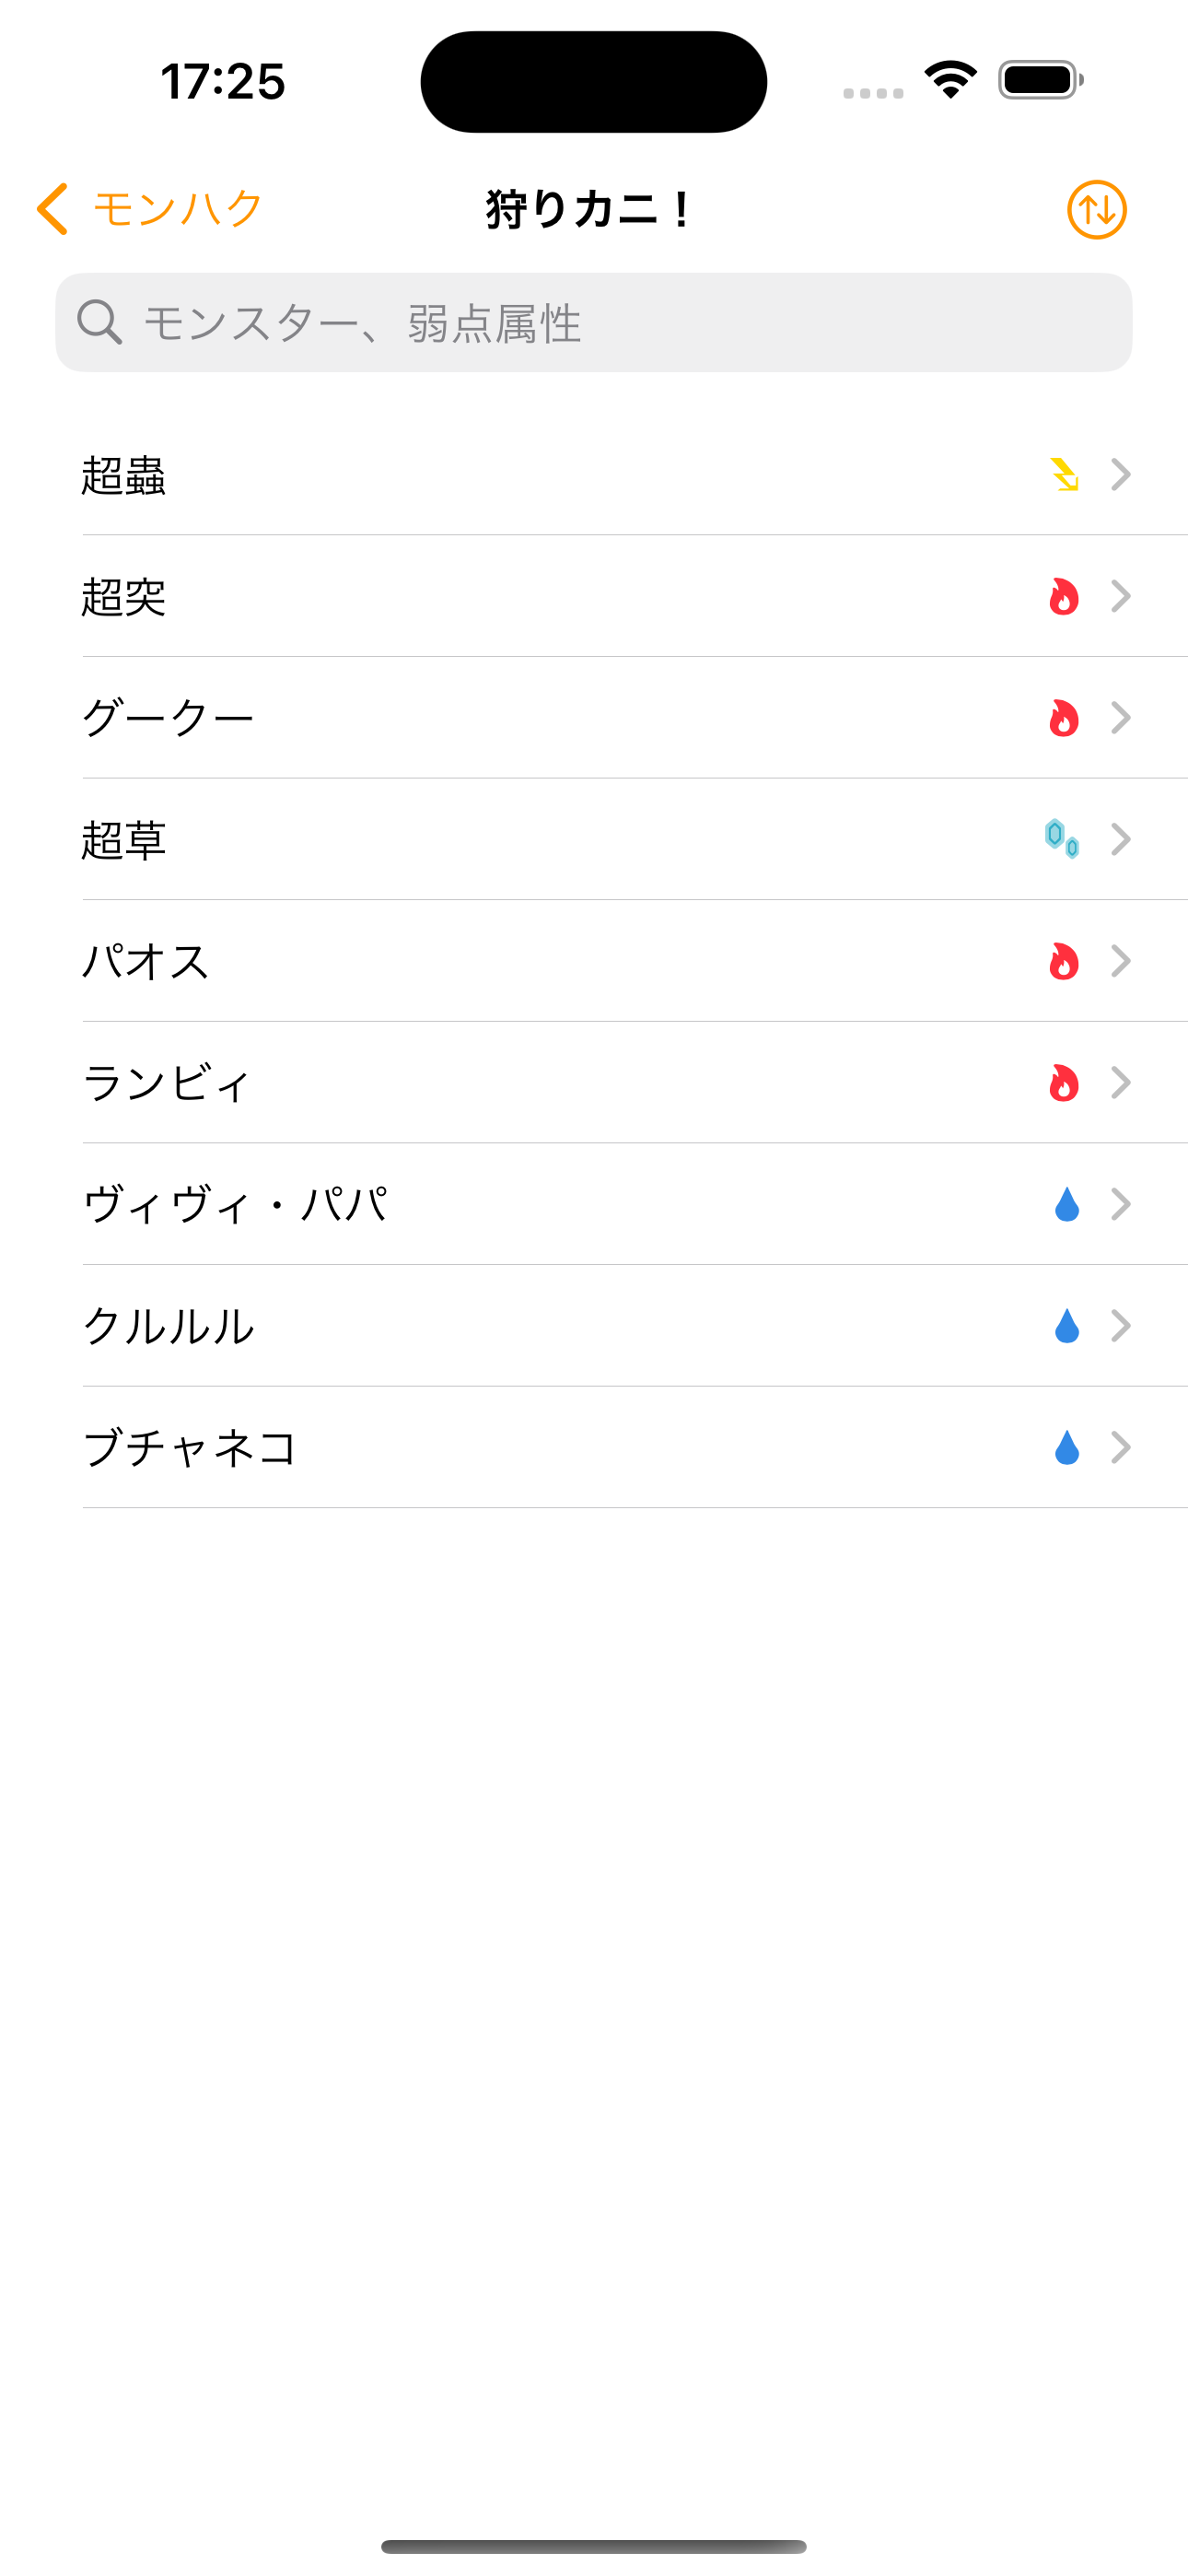 17:25
モンハク
狩りカニ！
モンスター、弱点属性
超蟲
超突
グークー
超草
パオス
ランビィ
ヴィヴィ・パパ
クルルル
ブチャネコ